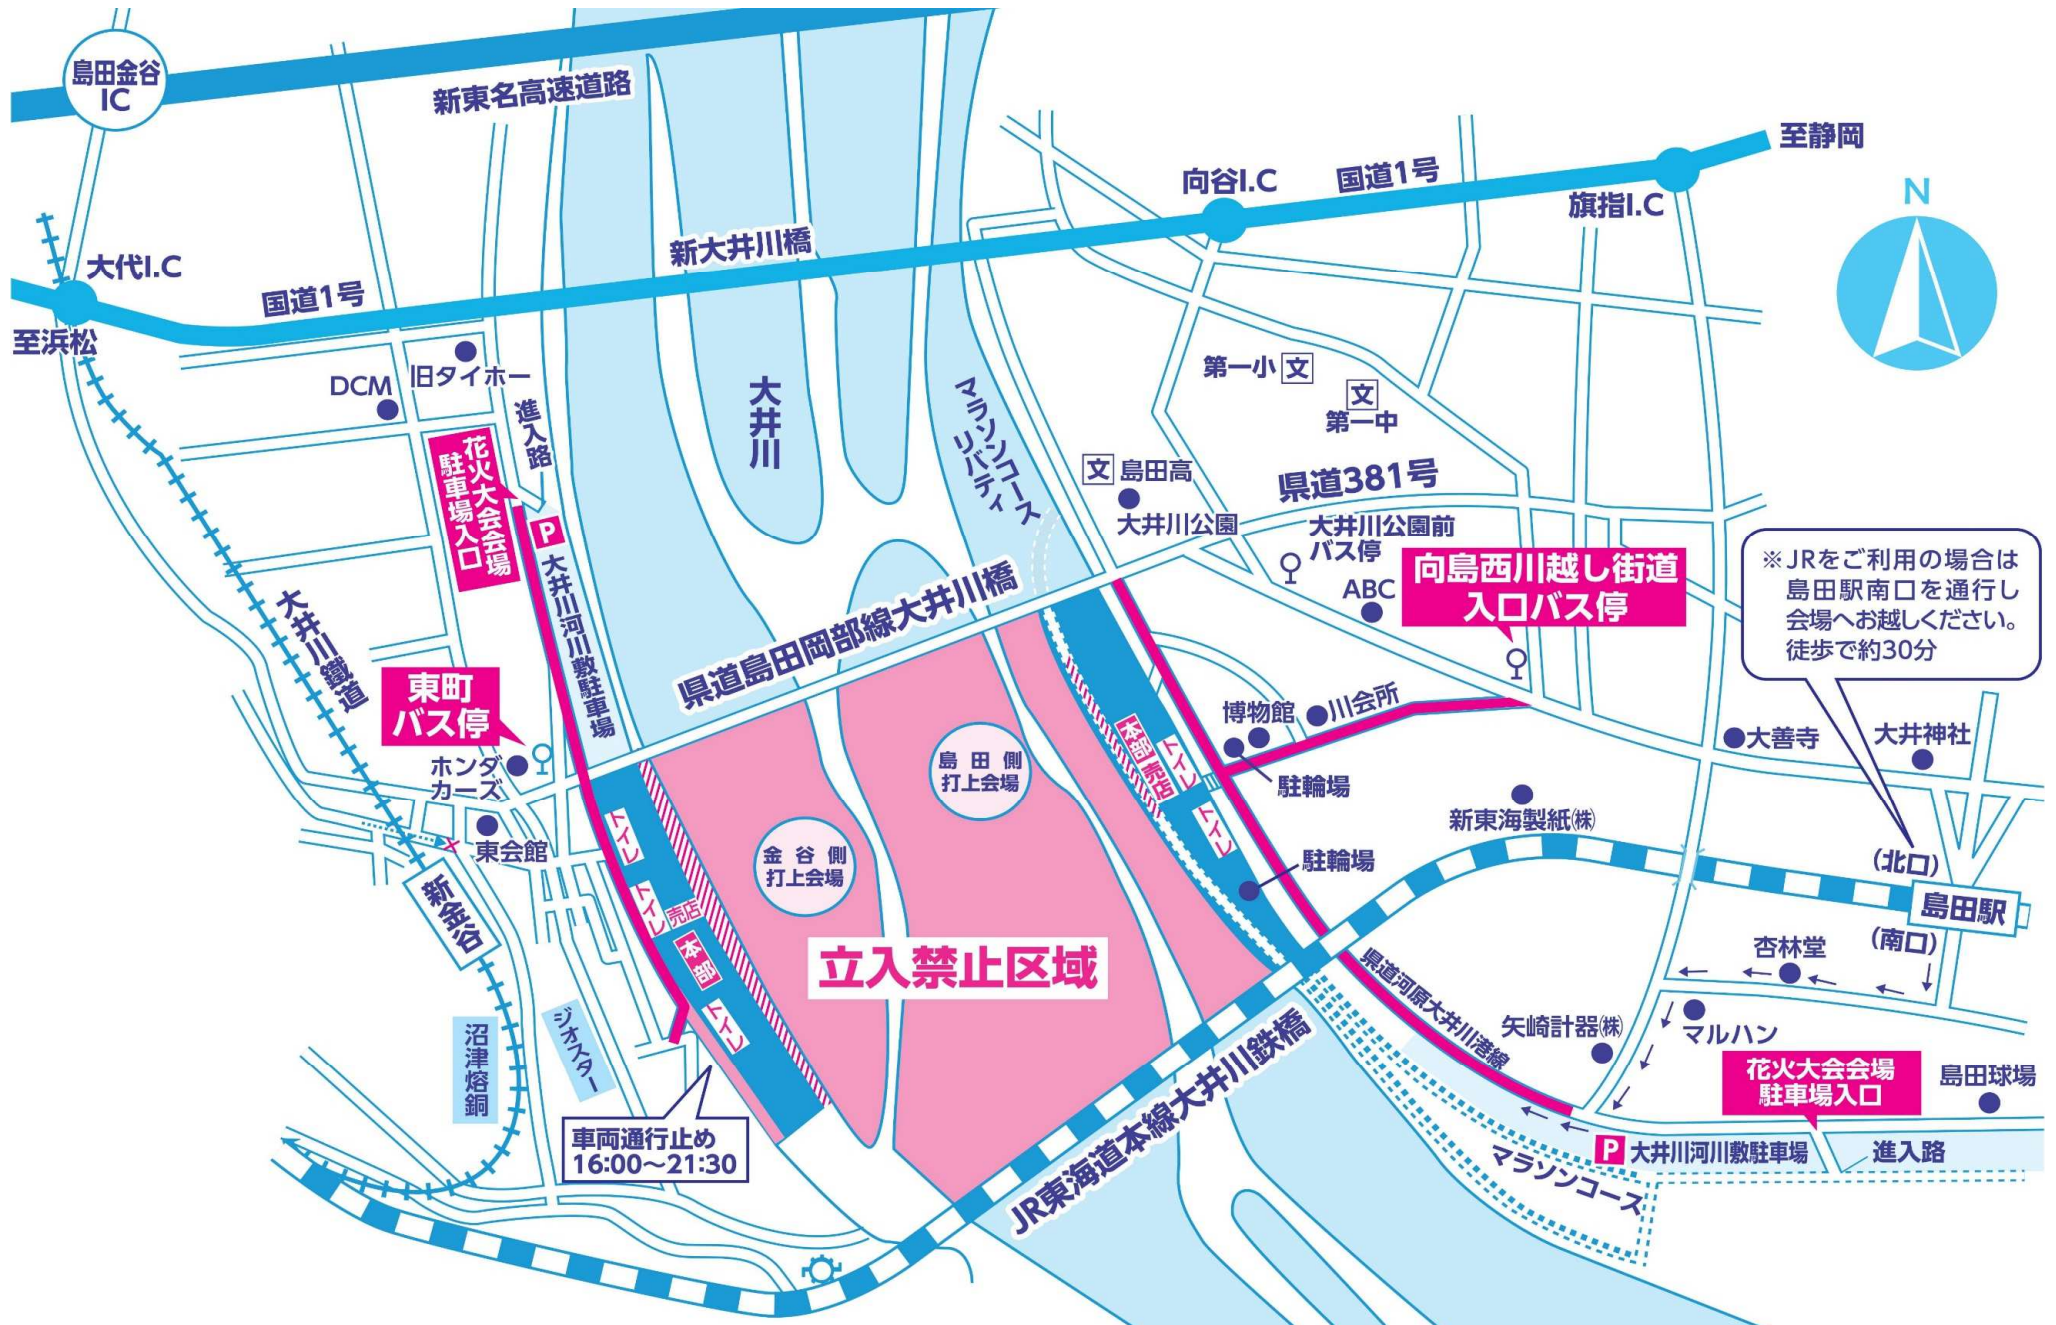 島田金谷
IC
新東名高速道路
至静岡
向谷I.C
国道1号
旗指I.C
N
大代I.C
国道1号
新大井川橋
至浜松
DCM
旧タイホー
進入路
大井川
マラソンコース
リバティ
第一小
文
文
第一中
花火大会会場
駐車場入口
P
大井川河川敷駐車場
文
島田高
大井川公園
県道381号
大井川公園前
バス停
ABC
向島西川越し街道
入口バス停
※JRをご利用の場合は
島田駅南口を通行し
会場へお越しください。
徒歩で約30分
大井川鐵道
県道島田岡部線大井川橋
東町
バス停
ホンダ
カーズ
東会館
島田側
打上会場
金谷側
打上会場
立入禁止区域
本部
売店
トイレ
トイレ
博物館
川会所
駐輪場
駐輪場
大善寺
大井神社
新東海製紙㈱
(北口)
島田駅
(南口)
杏林堂
マルハン
矢崎計器㈱
県道河原大井川港線
トイレ
トイレ
売店
本部
トイレ
新金谷
沼津熔銅
ジオスター
車両通行止め
16:00～21:30
JR東海道本線大井川鉄橋
花火大会会場
駐車場入口
島田球場
P
大井川河川敷駐車場
進入路
マラソンコース